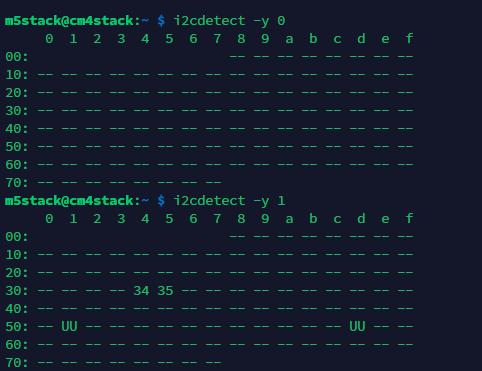 m5stack@cm4stack:~ $ i2cdetect -y 0
     0  1  2  3  4  5  6  7  8  9  a  b  c  d  e  f
00:                         -- -- -- -- -- -- -- --
10: -- -- -- -- -- -- -- -- -- -- -- -- -- -- -- --
20: -- -- -- -- -- -- -- -- -- -- -- -- -- -- -- --
30: -- -- -- -- -- -- -- -- -- -- -- -- -- -- -- --
40: -- -- -- -- -- -- -- -- -- -- -- -- -- -- -- --
50: -- -- -- -- -- -- -- -- -- -- -- -- -- -- -- --
60: -- -- -- -- -- -- -- -- -- -- -- -- -- -- -- --
70: -- -- -- -- -- -- -- --
m5stack@cm4stack:~ $ i2cdetect -y 1
     0  1  2  3  4  5  6  7  8  9  a  b  c  d  e  f
00:                         -- -- -- -- -- -- -- --
10: -- -- -- -- -- -- -- -- -- -- -- -- -- -- -- --
20: -- -- -- -- -- -- -- -- -- -- -- -- -- -- -- --
30: -- -- -- -- 34 35 -- -- -- -- -- -- -- -- -- --
40: -- -- -- -- -- -- -- -- -- -- -- -- -- -- -- --
50: -- UU -- -- -- -- -- -- -- -- -- -- -- UU -- --
60: -- -- -- -- -- -- -- -- -- -- -- -- -- -- -- --
70: -- -- -- -- -- -- -- --